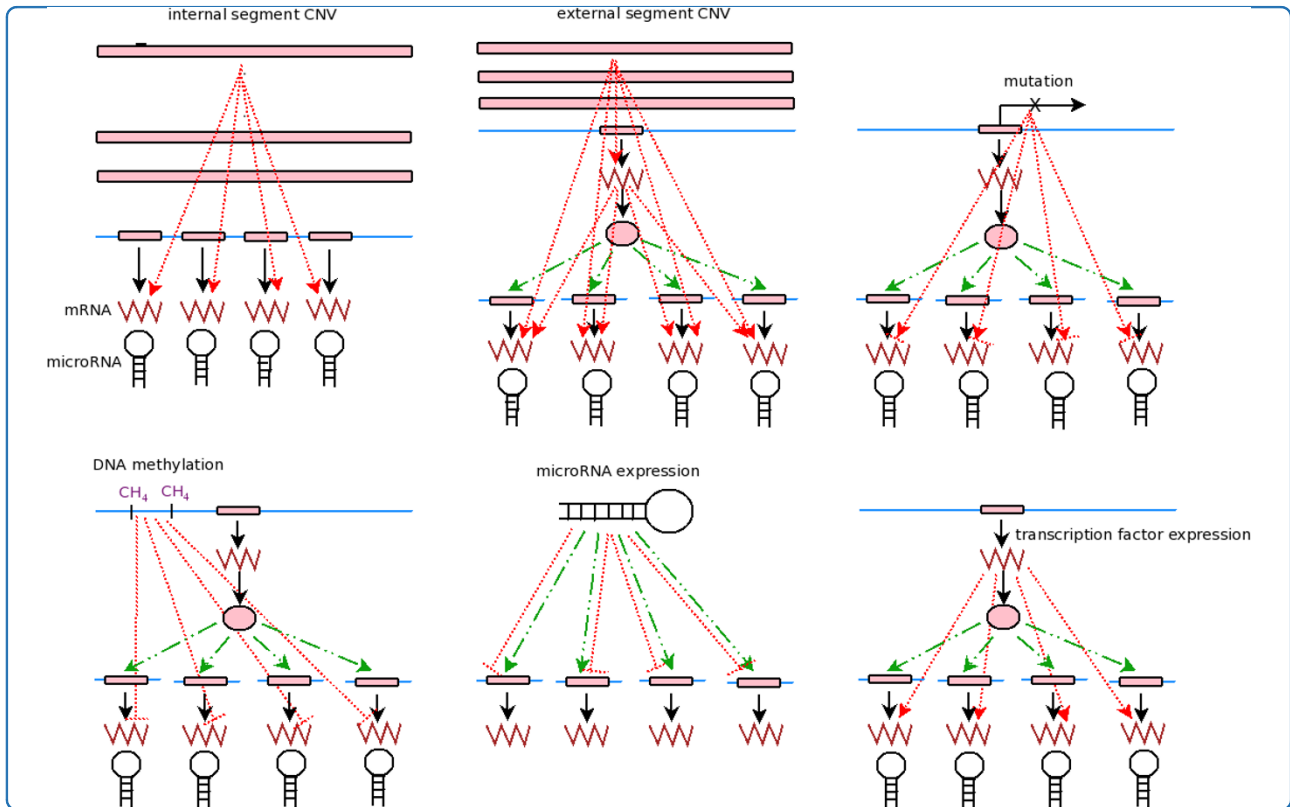 internal segment CNV
external segment CNV
mutation
X
mRNA
microRNA
DNA methylation
CH₄ CH₄
microRNA expression
transcription factor expression